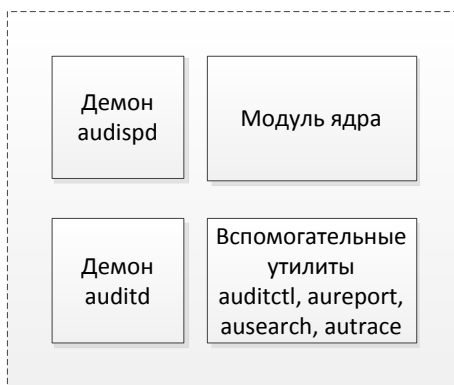 Демон
audispd
Модуль ядра
Демон
auditd
Вспомогательные
утилиты
auditctl, aureport,
ausearch, autrace